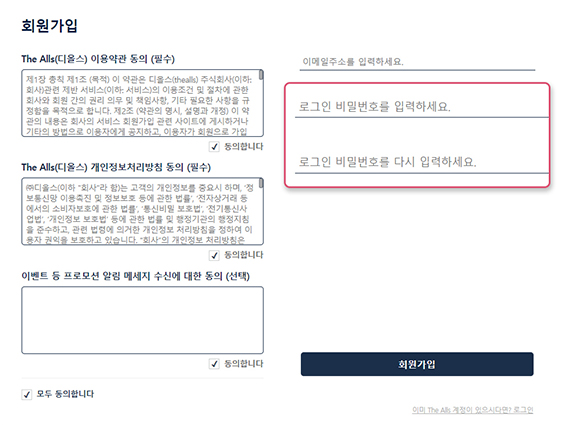 회원가입
The Alls(디올스) 이용약관 동의 (필수)
제1장 총칙 제1조 (목적) 이 약관은 디올스(thealls) 주식회사(이하:
회사)관련 제반 서비스(이하: 서비스)의 이용조건 및 절차에 관한
회사와 회원 간의 권리 의무 및 책임사항, 기타 필요한 사항을 규
정함을 목적으로 합니다. 제2조 (약관의 명시, 설명과 개정) 이 약
관의 내용은 회사의 서비스 회원가입 관련 사이트에 게시하거나
기타의 방법으로 이용자에게 공지하고, 이용자가 회원으로 가입
동의합니다
The Alls(디올스) 개인정보처리방침 동의 (필수)
㈜디올스(이하 "회사"라 함)는 고객의 개인정보를 중요시 하며, '정
보통신망 이용촉진 및 정보보호 등에 관한 법률', '전자상거래 등
에서의 소비자보호에 관한 법률', '통신비밀 보호법', '전기통신사
업법', '개인정보 보호법' 등에 관한 법률 및 행정기관의 행정지침
을 준수하고, 관련 법령에 의거한 개인정보 처리방침을 정하여 이
용자 권익을 보호하고 있습니다. "회사"의 개인정보 처리방침은
동의합니다
이벤트 등 프로모션 알림 메세지 수신에 대한 동의 (선택)
동의합니다
모두 동의합니다
이메일주소를 입력하세요.
로그인 비밀번호를 입력하세요.
로그인 비밀번호를 다시 입력하세요.
회원가입
이미 The Alls 계정이 있으시다면? 로그인